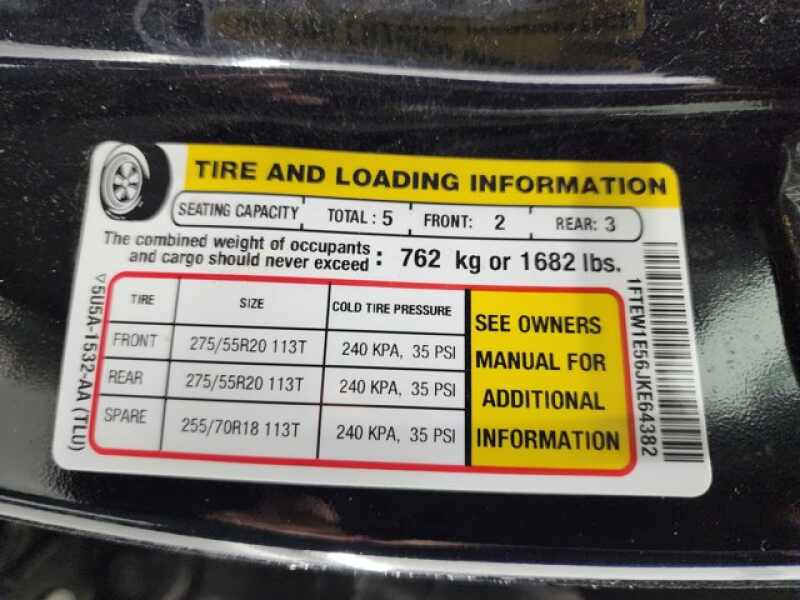 TIRE AND LOADING INFORMATION
SEATING CAPACITY TOTAL: 5 FRONT: 2 REAR: 3
The combined weight of occupants
and cargo should never exceed : 762 kg or 1682 lbs.
TIRE SIZE COLD TIRE PRESSURE
FRONT 275/55R20 113T 240 KPA, 35 PSI
REAR 275/55R20 113T 240 KPA, 35 PSI
SPARE 255/70R18 113T 240 KPA, 35 PSI
SEE OWNERS
MANUAL FOR
ADDITIONAL
INFORMATION
5U5A-1532-AA (TLU)
1FTEW1E56JKE64382